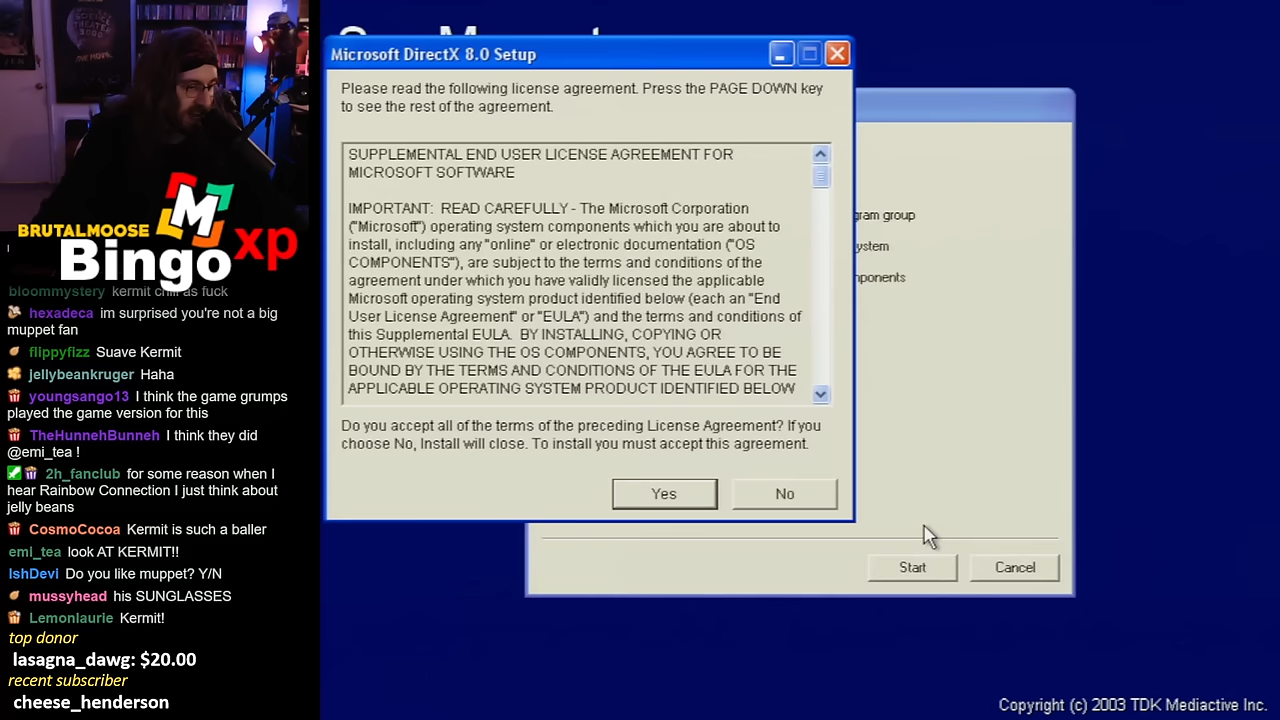 Microsoft DirectX 8.0 Setup
Please read the following license agreement. Press the PAGE DOWN key
to see the rest of the agreement.
SUPPLEMENTAL END USER LICENSE AGREEMENT FOR
MICROSOFT SOFTWARE
IMPORTANT: READ CAREFULLY - The Microsoft Corporation
("Microsoft") operating system components which you are about to
install, including any "online" or electronic documentation ("OS
COMPONENTS"), are subject to the terms and conditions of the
agreement under which you have validly licensed the applicable
Microsoft operating system product identified below (each an "End
User License Agreement" or "EULA") and the terms and conditions of
this Supplemental EULA. BY INSTALLING, COPYING OR
OTHERWISE USING THE OS COMPONENTS, YOU AGREE TO BE
BOUND BY THE TERMS AND CONDITIONS OF THE EULA FOR THE
APPLICABLE OPERATING SYSTEM PRODUCT IDENTIFIED BELOW
Do you accept all of the terms of the preceding License Agreement? If you
choose No, Install will close. To install you must accept this agreement.
Yes
No
gram group
ystem
ponents
Start
Cancel
Copyright (c) 2003 TDK Mediactive Inc.
M
BRUTALMOOSE
Bingo xp
bloommystery kermit chill as fuck
hexadeca im surprised you're not a big
muppet fan
flippyfizz Suave Kermit
jellybeankruger Haha
youngsango13 I think the game grumps
played the game version for this
TheHunnehBunneh I think they did
@emi_tea !
2h_fanclub for some reason when I
hear Rainbow Connection I just think about
jelly beans
CosmoCocoa Kermit is such a baller
emi_tea look AT KERMIT!!
IshDevi Do you like muppet? Y/N
mussyhead his SUNGLASSES
Lemonlaurie Kermit!
top donor
lasagna_dawg: $20.00
recent subscriber
cheese_henderson